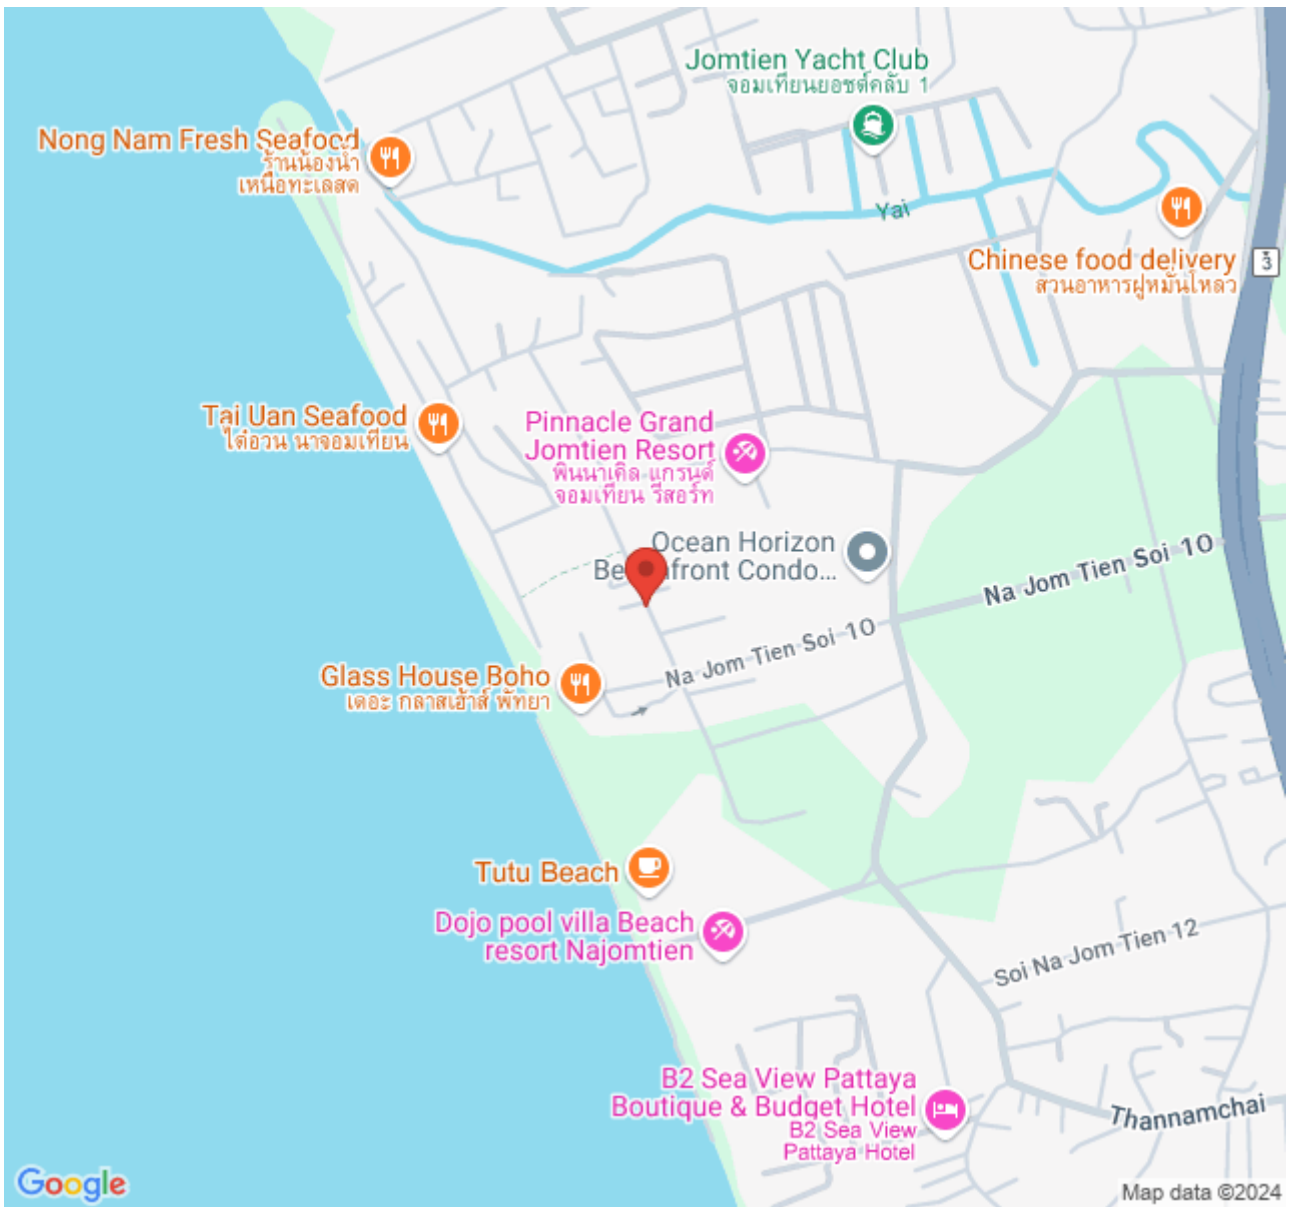 Jomtien Yacht Club
จอมเทียนยอชต์คลับ 1
Nong Nam Fresh Seafood
ร้านน้องน้ำ
เหนือทะเลสด
Yai
Chinese food delivery
สวนอาหารฝูหมั่นโหลว
3
Tai Uan Seafood
ไต๋อ้วน นาจอมเทียน
Pinnacle Grand
Jomtien Resort
พินนาเคิล แกรนด์
จอมเทียน รีสอร์ท
Ocean Horizon
Beachfront Condo...
Na Jom Tien Soi 10
Na Jom Tien Soi 10
Glass House Boho
เดอะ กลาสเฮ้าส์ พัทยา
Tutu Beach
Dojo pool villa Beach
resort Najomtien
Soi Na Jom Tien 12
B2 Sea View Pattaya
Boutique & Budget Hotel
B2 Sea View
Pattaya Hotel
Thannamchai
Google
Map data ©2024